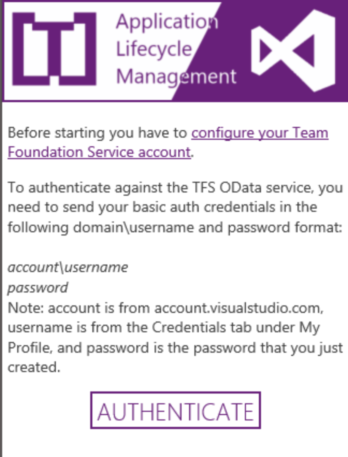 Application
Lifecycle
Management
Before starting you have to configure your Team
Foundation Service account.
To authenticate against the TFS OData service, you
need to send your basic auth credentials in the
following domain\username and password format:
account\username
password
Note: account is from account.visualstudio.com,
username is from the Credentials tab under My
Profile, and password is the password that you just
created.
AUTHENTICATE